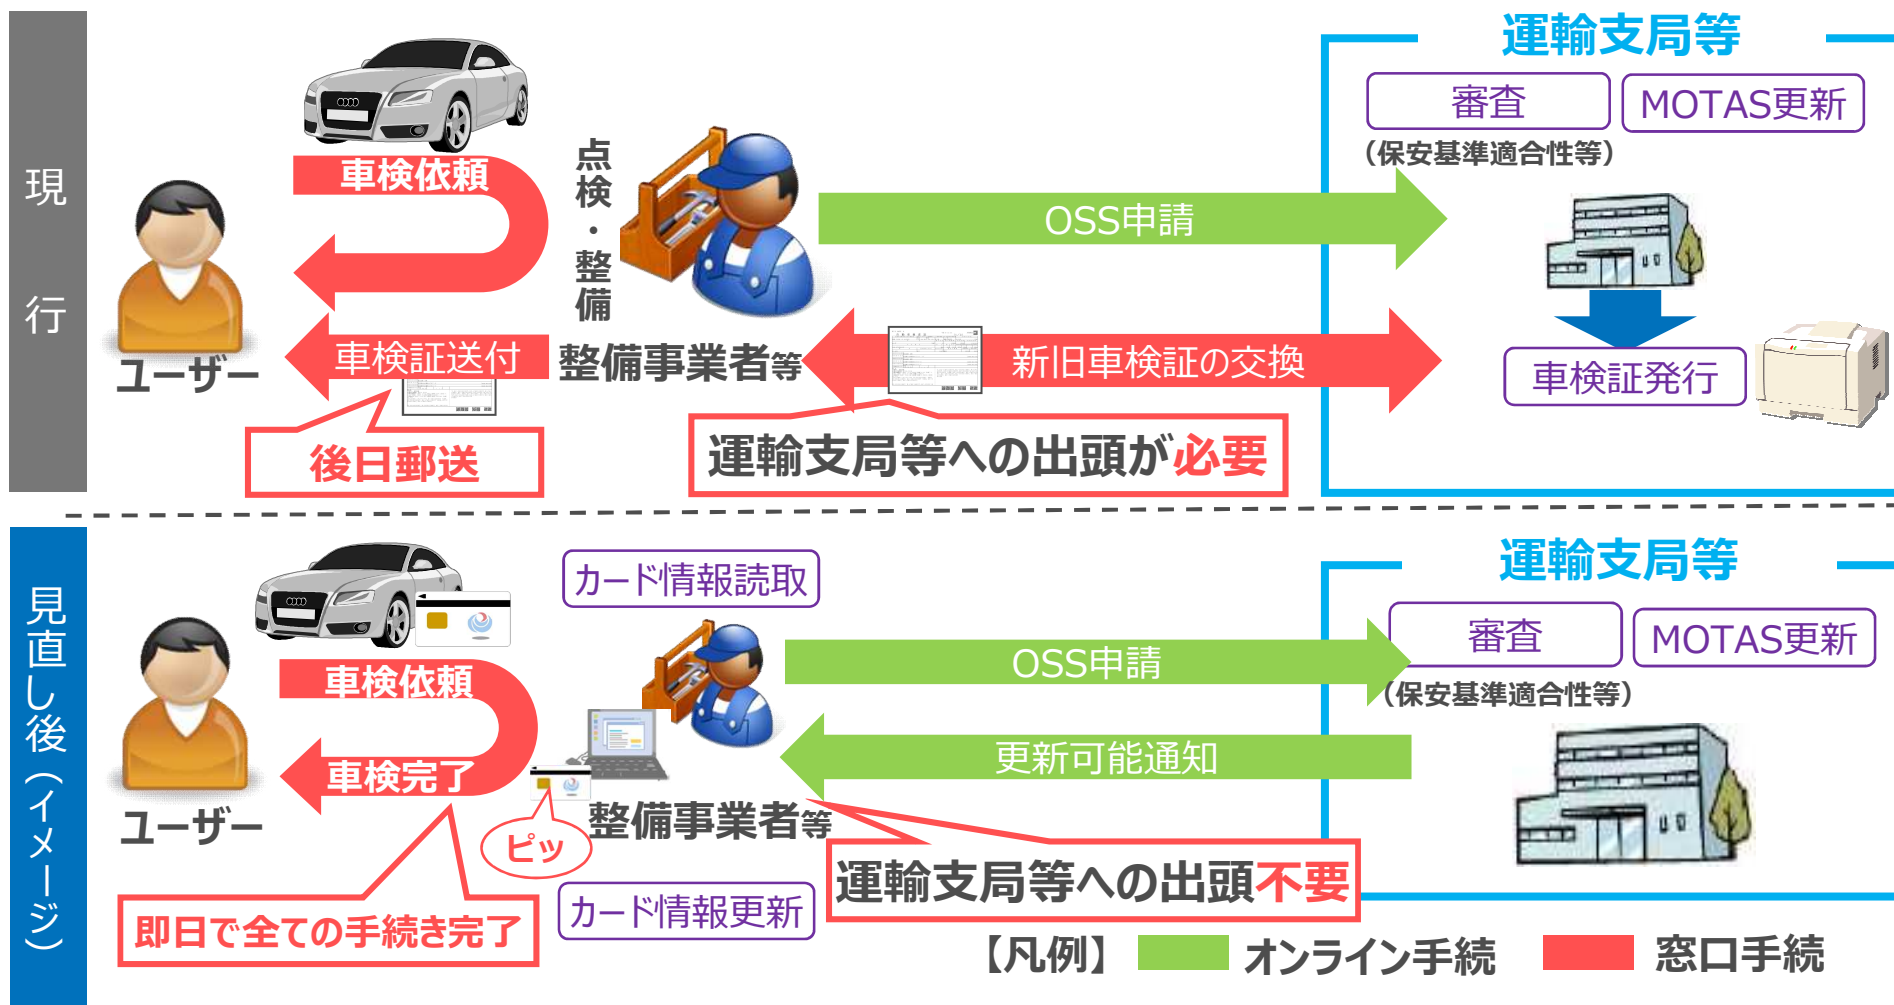 現行
運輸支局等
審査
MOTAS更新
（保安基準適合性等）
車検依頼
点検・整備
OSS申請
ユーザー
車検証送付
整備事業者等
新旧車検証の交換
車検証発行
後日郵送
運輸支局等への出頭が必要
見直し後（イメージ）
運輸支局等
カード情報読取
審査
MOTAS更新
（保安基準適合性等）
車検依頼
OSS申請
更新可能通知
車検完了
ユーザー
ピッ
整備事業者等
運輸支局等への出頭不要
カード情報更新
即日で全ての手続き完了
【凡例】 オンライン手続 窓口手続